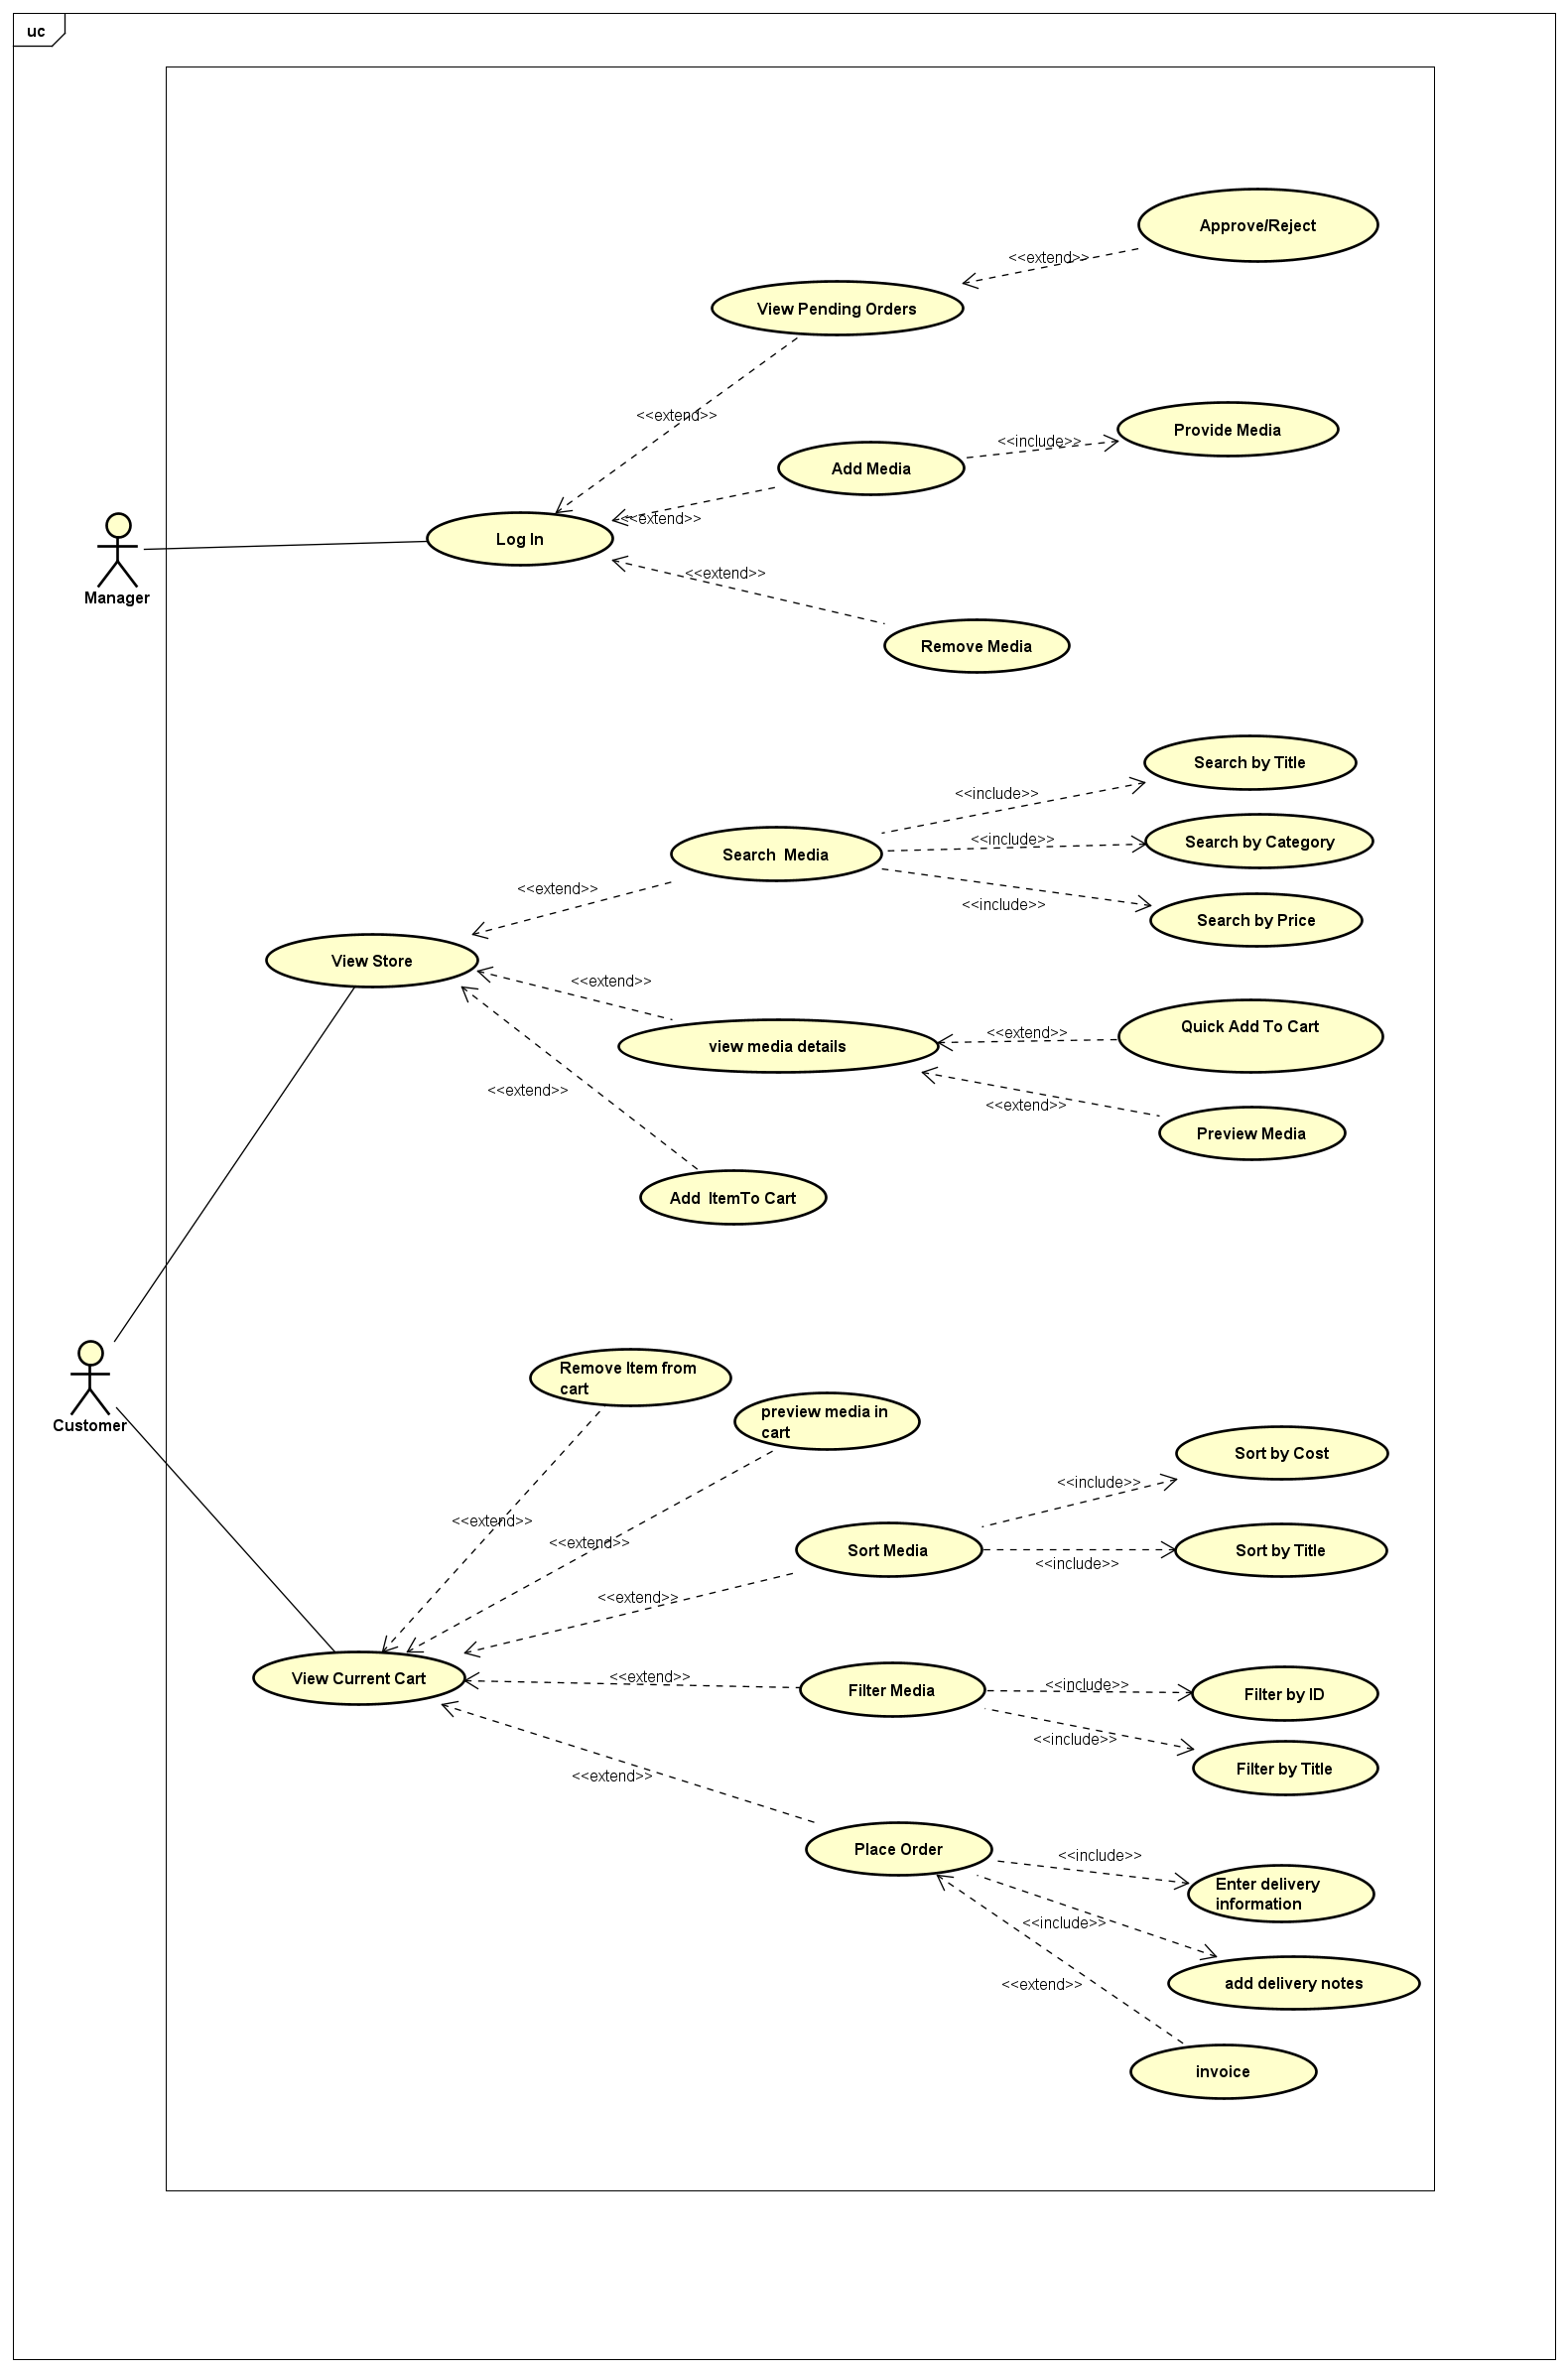 uc
Approve/Reject
<<extend>>
View Pending Orders
<<extend>>
Provide Media
<<include>>
Add Media
<<extend>>
Log In
<<extend>>
Manager
Remove Media
Search by Title
<<include>>
Search by Category
<<include>>
Search  Media
<<extend>>
<<include>>
Search by Price
View Store
<<extend>>
Quick Add To Cart
<<extend>>
view media details
<<extend>>
<<extend>>
Preview Media
Add  ItemTo Cart
Remove Item from
cart
preview media in
cart
Customer
Sort by Cost
<<include>>
<<extend>>
<<extend>>
Sort Media
Sort by Title
<<include>>
<<extend>>
View Current Cart
<<extend>>
Filter Media
<<include>>
Filter by ID
<<include>>
Filter by Title
<<extend>>
Place Order
<<include>>
Enter delivery
information
<<include>>
<<extend>>
add delivery notes
invoice